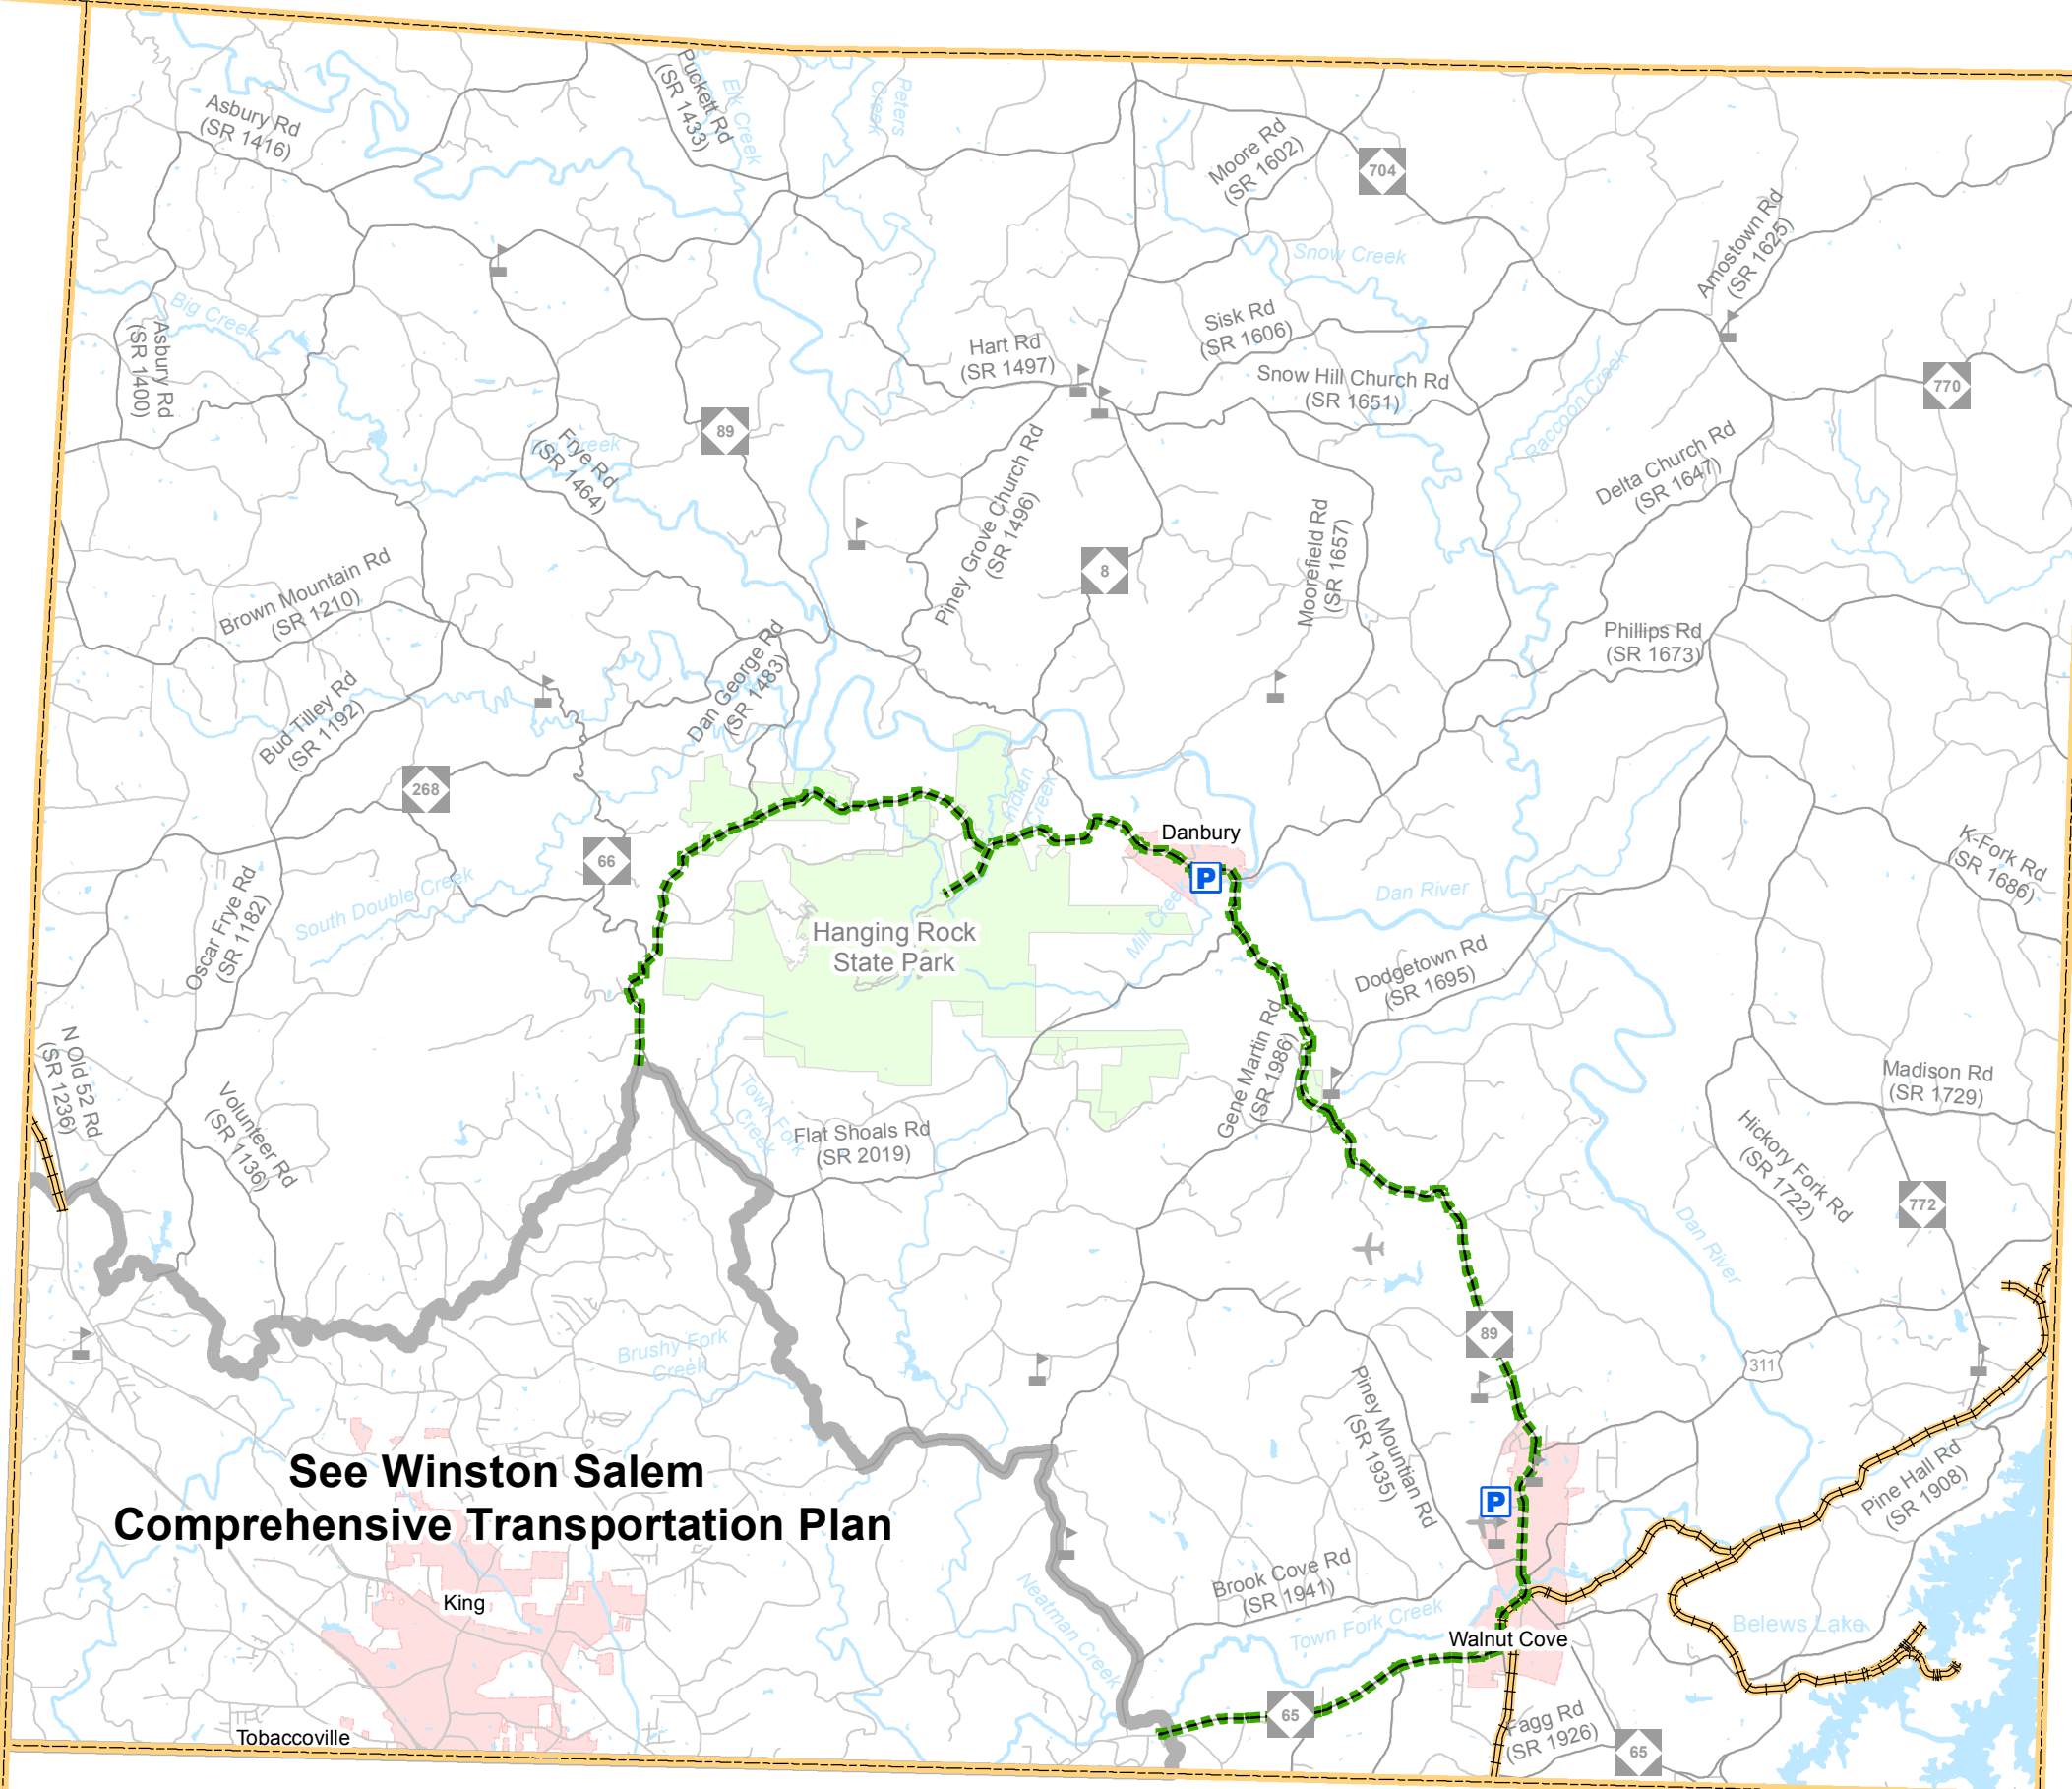 Asbury Rd
(SR 1416)
Puckett Rd
(SR 1433)
Elk Creek
Peters
Creek
Moore Rd
(SR 1602)
704
Snow Creek
Amostown Rd
(SR 1625)
Big Creek
Asbury Rd
(SR 1400)
Hart Rd
(SR 1497)
Sisk Rd
(SR 1606)
Snow Hill Church Rd
(SR 1651)
770
Raccoon Creek
89
Frye Rd
(SR 1464)
Creek
Piney Grove Church Rd
(SR 1496)
Delta Church Rd
(SR 1647)
8
Moorefield Rd
(SR 1657)
Brown Mountain Rd
(SR 1210)
Phillips Rd
(SR 1673)
Bud Tilley Rd
(SR 1192)
Dan George Rd
(SR 1483)
268
Indian
Creek
Danbury
P
66
K-Fork Rd
(SR 1686)
South Double Creek
Oscar Frye Rd
(SR 1182)
Dan River
Mill Creek
Hanging Rock
State Park
Dodgetown Rd
(SR 1695)
N Old 52 Rd
(SR 1236)
Gene Martin Rd
(SR 1986)
Madison Rd
(SR 1729)
Volunteer Rd
(SR 1136)
Town Fork
Creek
Flat Shoals Rd
(SR 2019)
Hickory Fork Rd
(SR 1722)
772
Dan River
89
311
Brushy Fork
Creek
Piney Mountian Rd
(SR 1935)
See Winston Salem
Comprehensive Transportation Plan
Pine Hall Rd
(SR 1908)
P
King
Brook Cove Rd
(SR 1941)
Neatman Creek
Town Fork Creek
Walnut Cove
Belews Lake
65
Fagg Rd
(SR 1926)
65
Tobaccoville